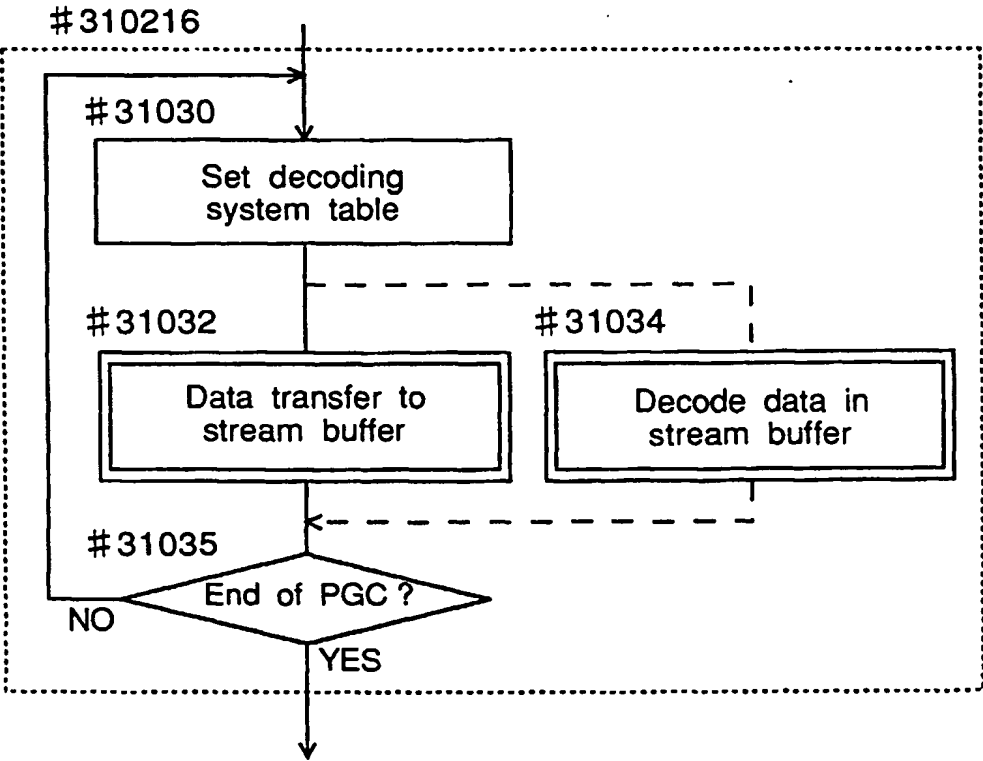 #310216
#31030
Set decoding
system table
#31032
#31034
Data transfer to
stream buffer
Decode data in
stream buffer
#31035
End of PGC?
NO
YES